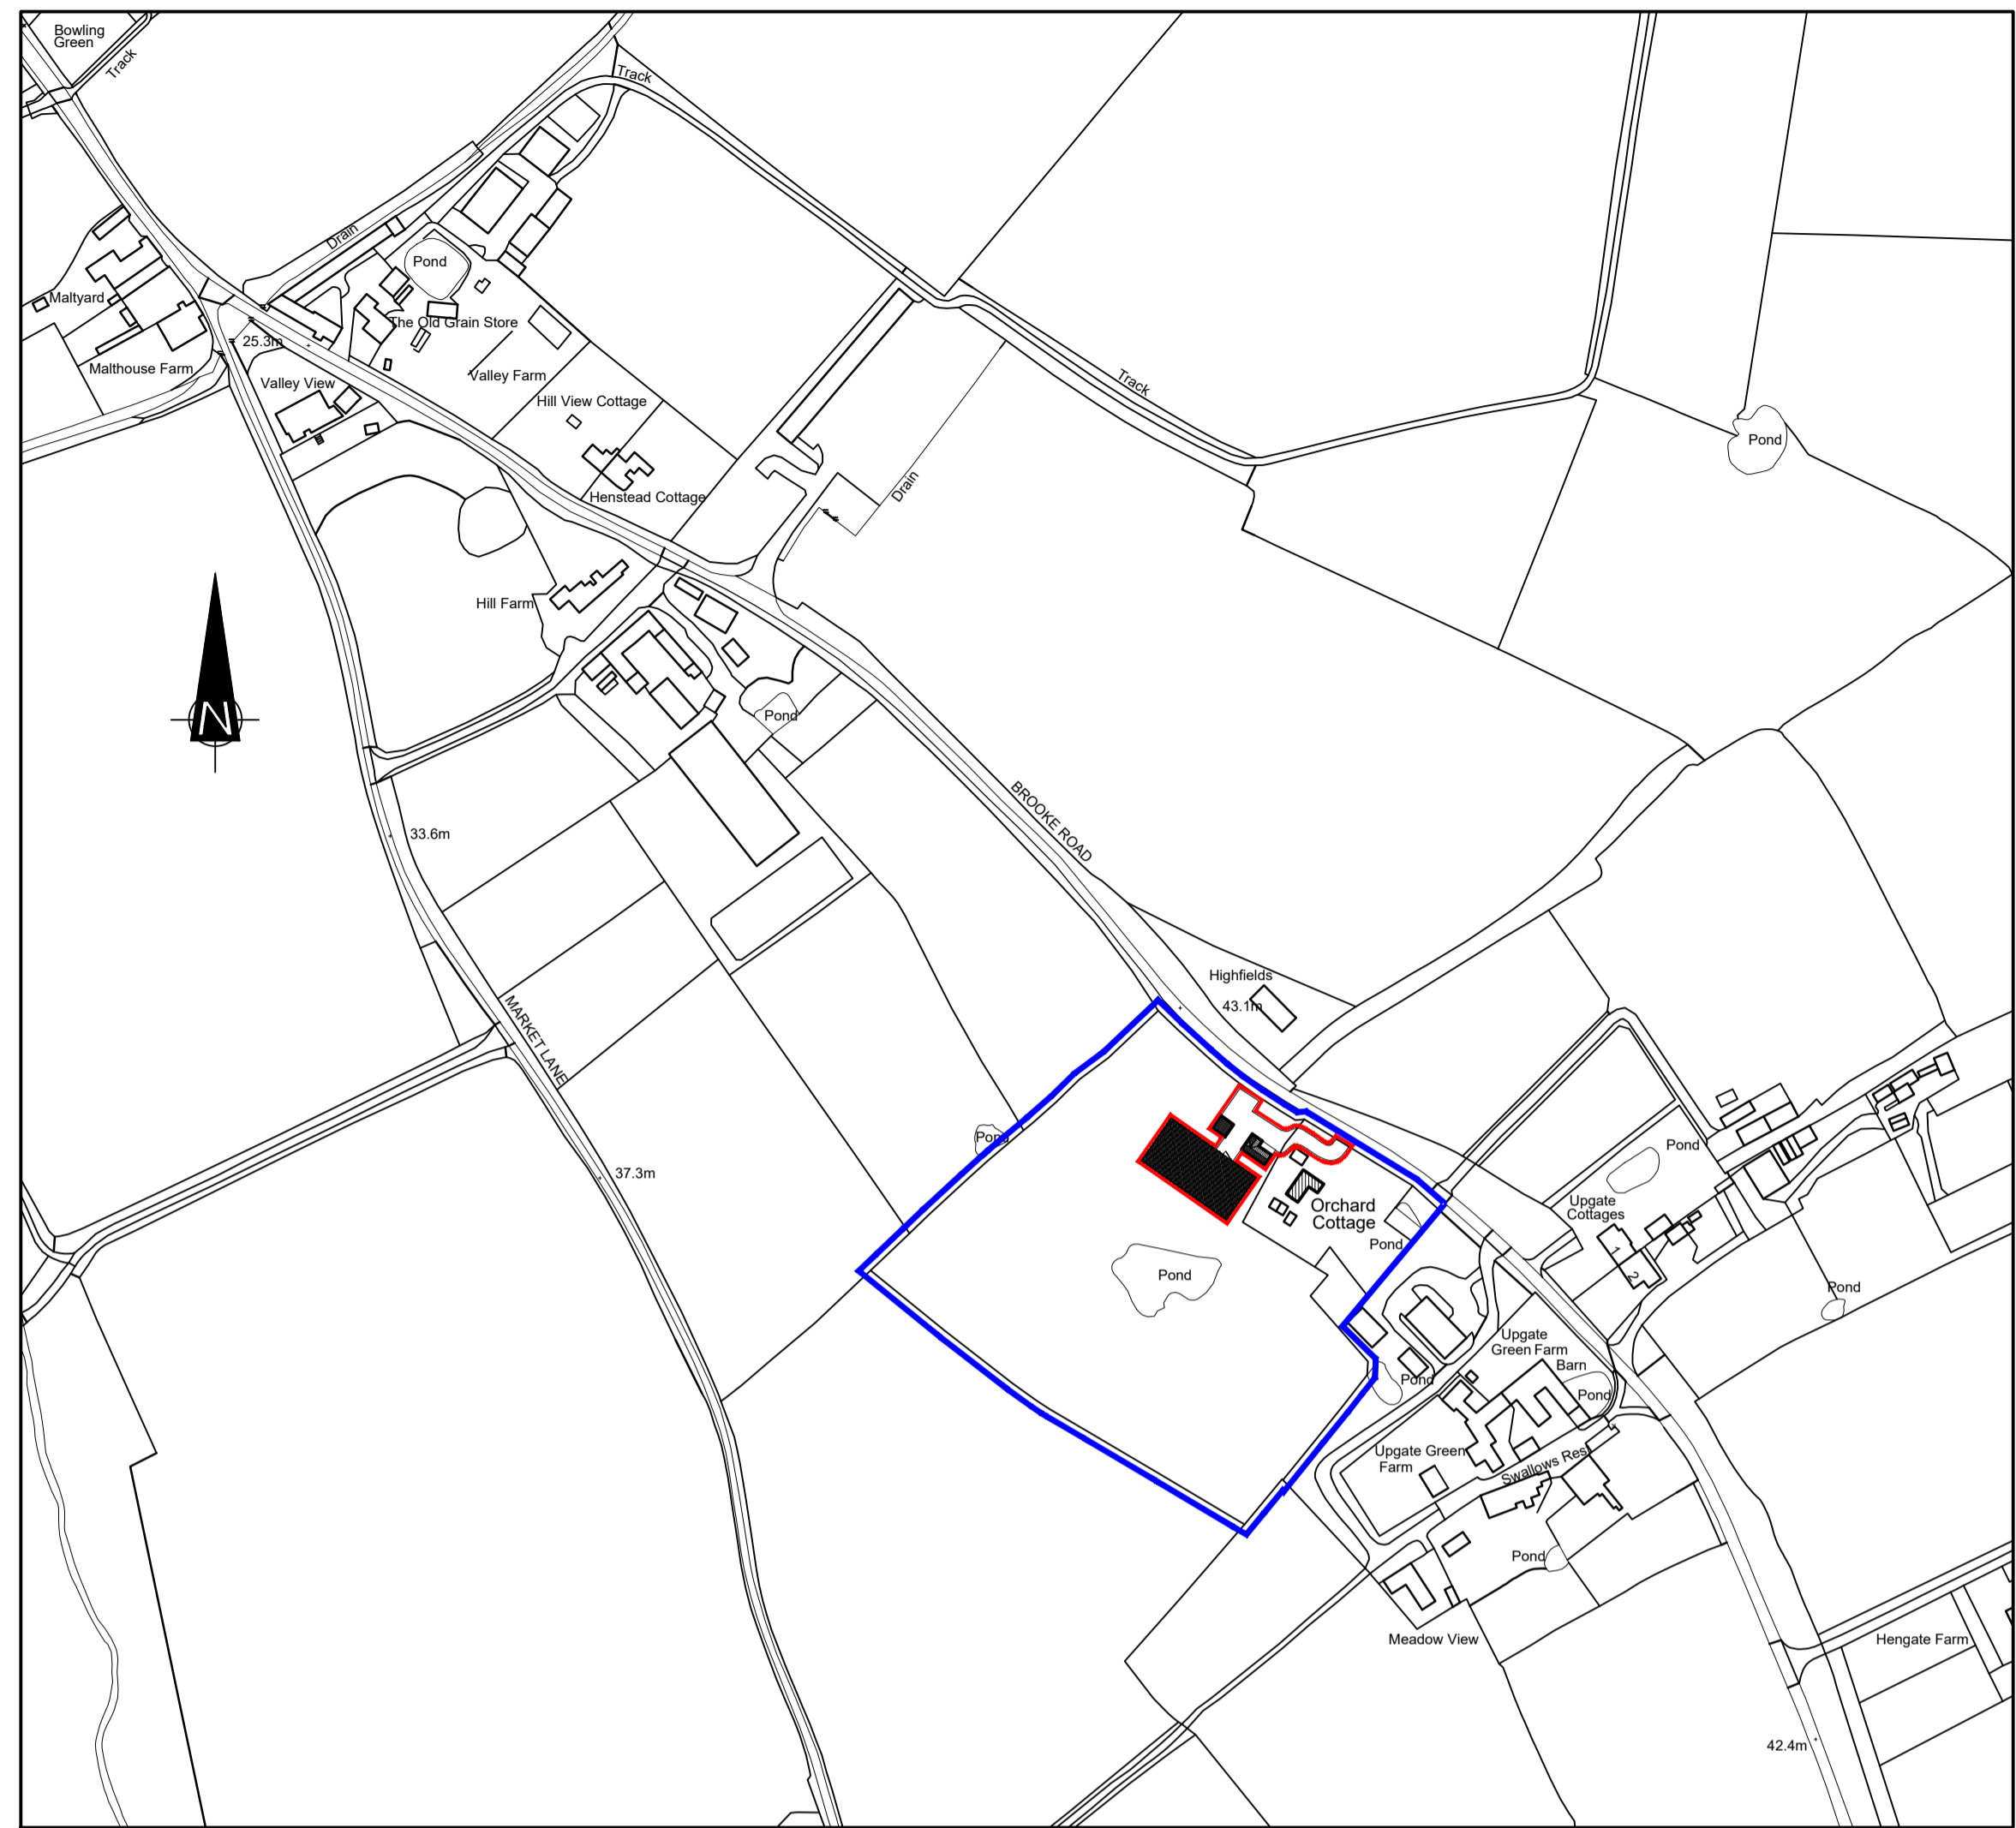 Bowling
Green
Track
Track
Drain
Pond
Maltyard
The Old Grain Store
25.3m
Malthouse Farm
Valley View
Valley Farm
Track
Hill View Cottage
Pond
Henstead Cottage
Drain
Hill Farm
N
Pond
BROOKE ROAD
33.6m
Highfields
43.1m
MARKET LANE
Pond
Pond
37.3m
Orchard
Cottage
Upgate
Cottages
Pond
1
2
Pond
Pond
Upgate
Green Farm
Barn
Pond
Pond
Upgate Green
Farm
Swallows Rest
Pond
Meadow View
Hengate Farm
42.4m